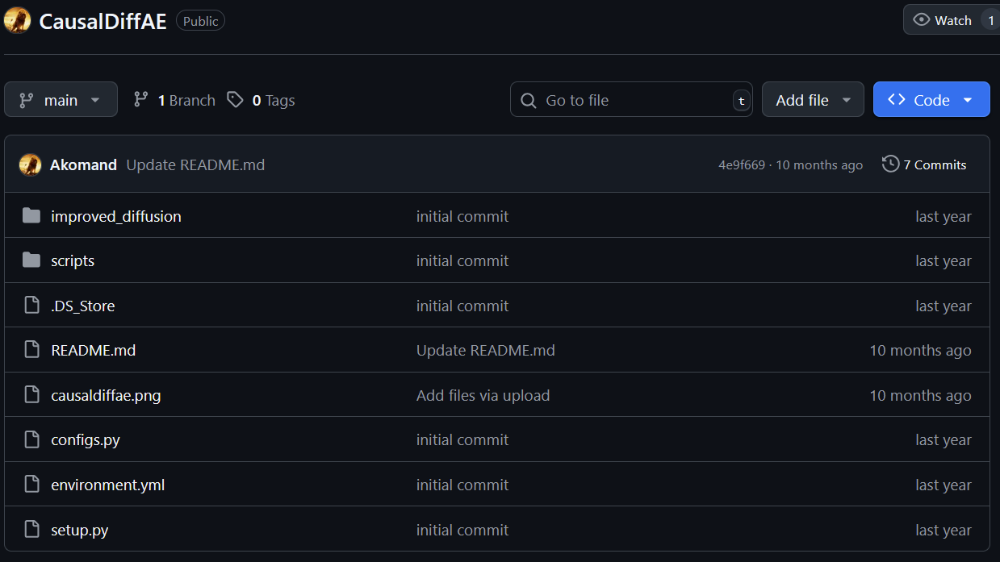 CausalDiffAE Public Watch 1
main 1 Branch 0 Tags Go to file t Add file Code
Akomand Update README.md 4e9f669 · 10 months ago 7 Commits
improved_diffusion initial commit last year
scripts initial commit last year
.DS_Store initial commit last year
README.md Update README.md 10 months ago
causaldiffae.png Add files via upload 10 months ago
configs.py initial commit last year
environment.yml initial commit last year
setup.py initial commit last year